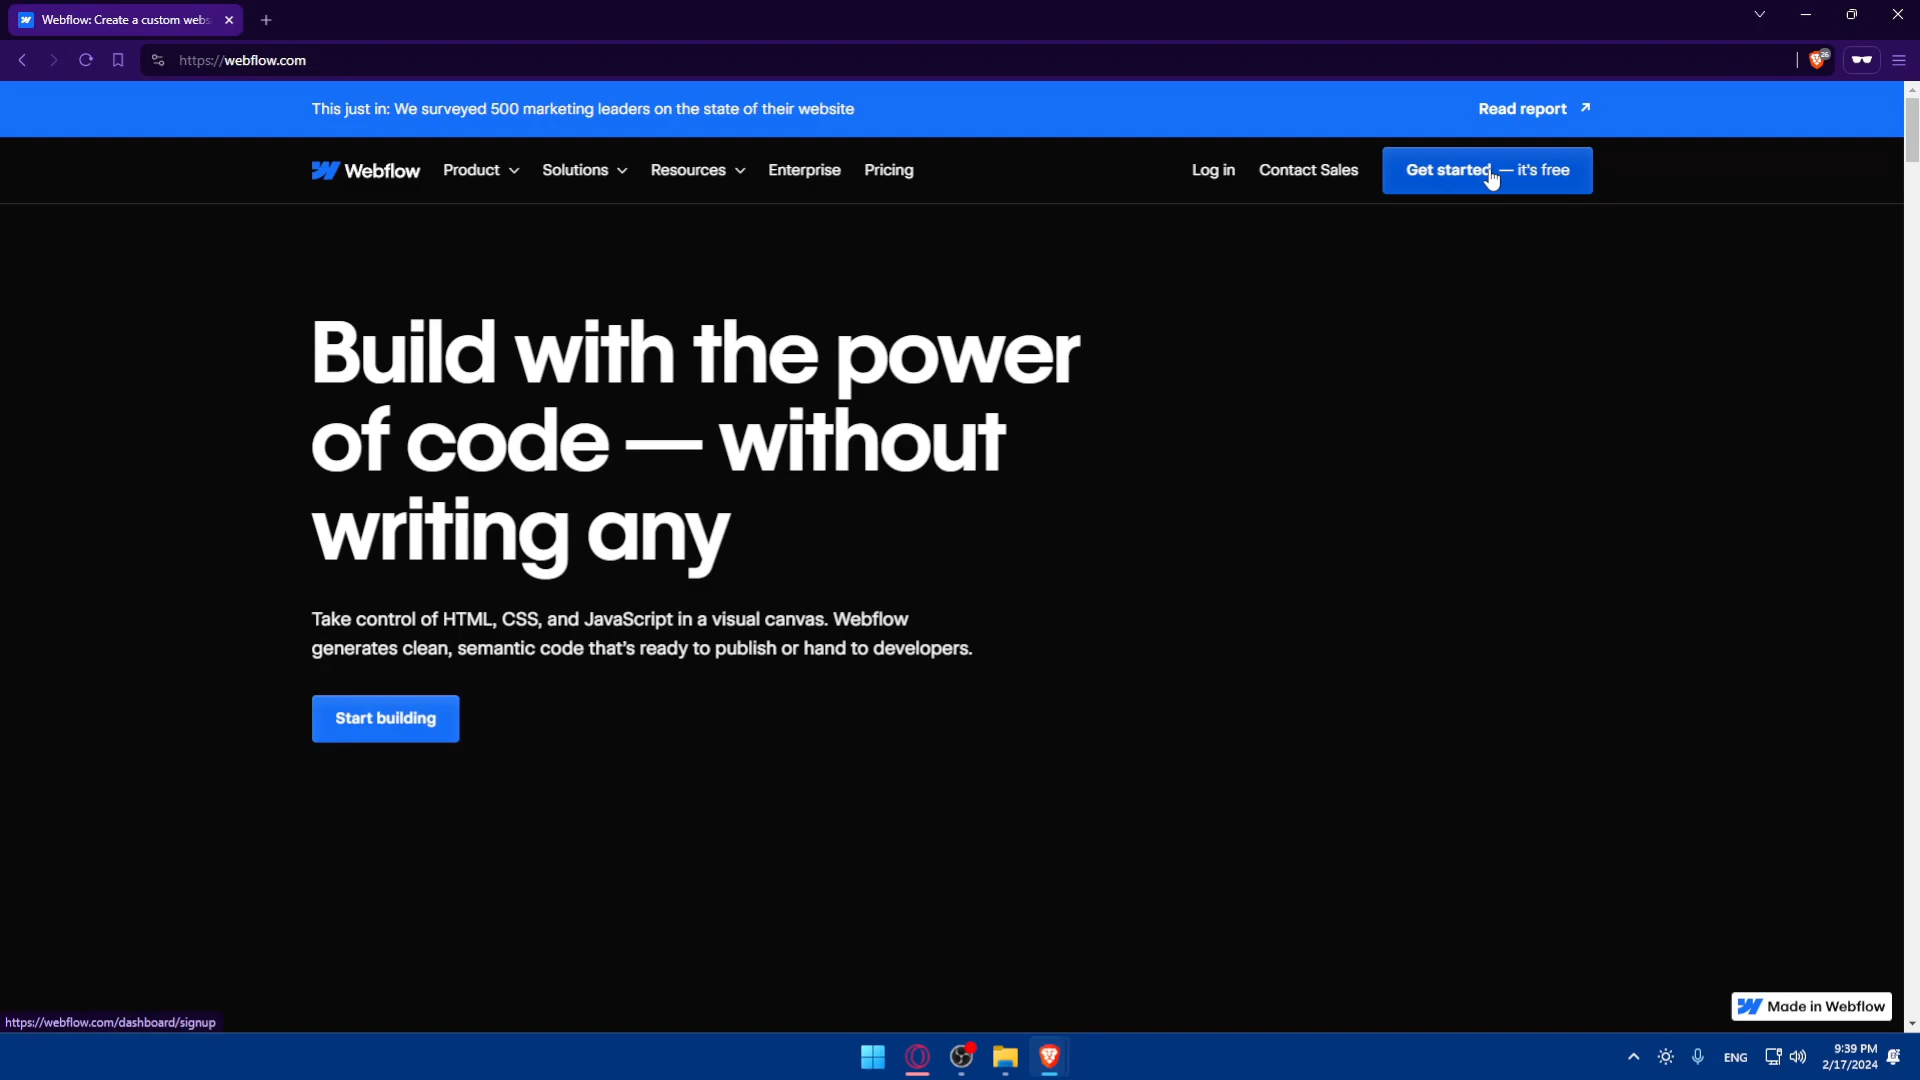 Webflow: Create a custom webs
https://webflow.com
26
This just in: We surveyed 500 marketing leaders on the state of their website
Read report
Webflow
Product
Solutions
Resources
Enterprise
Pricing
Log in
Contact Sales
Get started — it's free
Build with the power
of code — without
writing any
Take control of HTML, CSS, and JavaScript in a visual canvas. Webflow
generates clean, semantic code that's ready to publish or hand to developers.
Start building
Made in Webflow
https://webflow.com/dashboard/signup
ENG
9:39 PM
2/17/2024